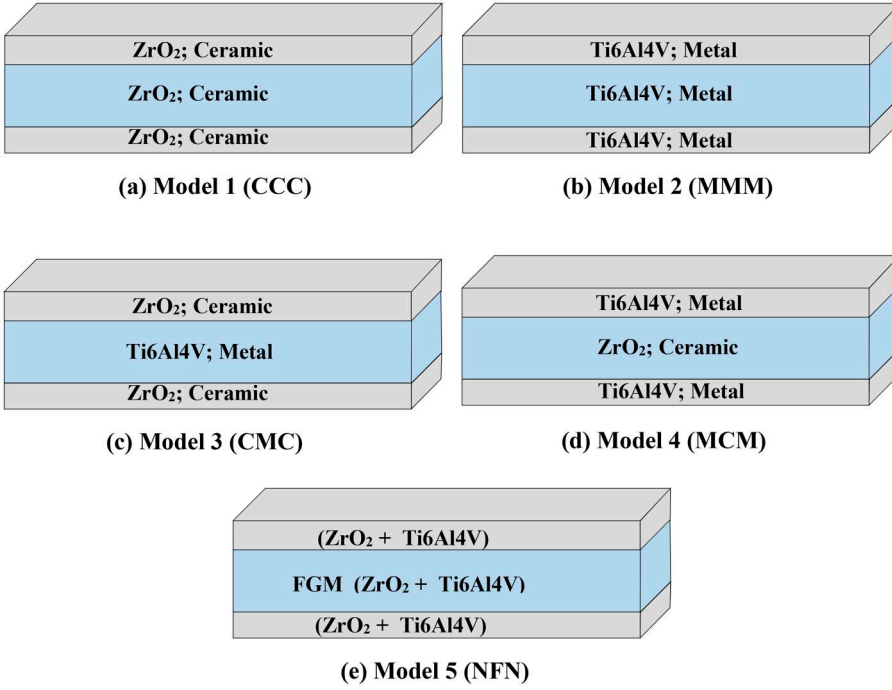 ZrO₂; Ceramic
ZrO₂; Ceramic
ZrO₂; Ceramic
(a) Model 1 (CCC)
Ti6Al4V; Metal
Ti6Al4V; Metal
Ti6Al4V; Metal
(b) Model 2 (MMM)
ZrO₂; Ceramic
Ti6Al4V; Metal
ZrO₂; Ceramic
(c) Model 3 (CMC)
Ti6Al4V; Metal
ZrO₂; Ceramic
Ti6Al4V; Metal
(d) Model 4 (MCM)
(ZrO₂ + Ti6Al4V)
FGM (ZrO₂ + Ti6Al4V)
(ZrO₂ + Ti6Al4V)
(e) Model 5 (NFN)